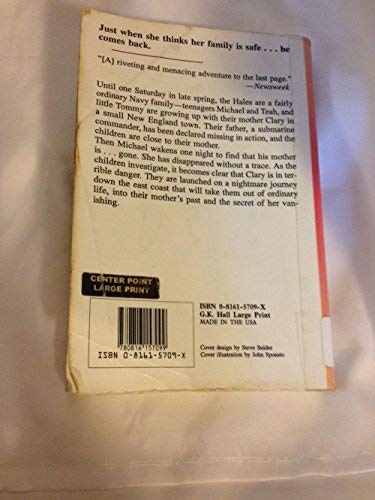 Just when she thinks her family is safe . . . he
comes back.
"[A] riveting and menacing adventure to the last page."
—Newsweek
Until one Saturday in late spring, the Hales are a fairly
ordinary Navy family—teenagers Michael and Teah, and
little Tommy are growing up with their mother Clary in
a small New England town. Their father, a submarine
commander, has been declared missing in action, and the
children are close to their mother.
Then Michael wakens one night to find that his mother
is . . . gone. She has disappeared without a trace. As the
children investigate, it becomes clear that Clary is in ter-
rible danger. They are launched on a nightmare journey
down the east coast that will take them out of ordinary
life, into their mother's past and the secret of her van-
ishing.
CENTER POINT
LARGE PRINT
ISBN 0-8161-5709-X
G.K. Hall Large Print
MADE IN THE USA
9780816157099
ISBN 0-8161-5709-X
Cover design by Steve Snider
Cover illustration by John Sposato